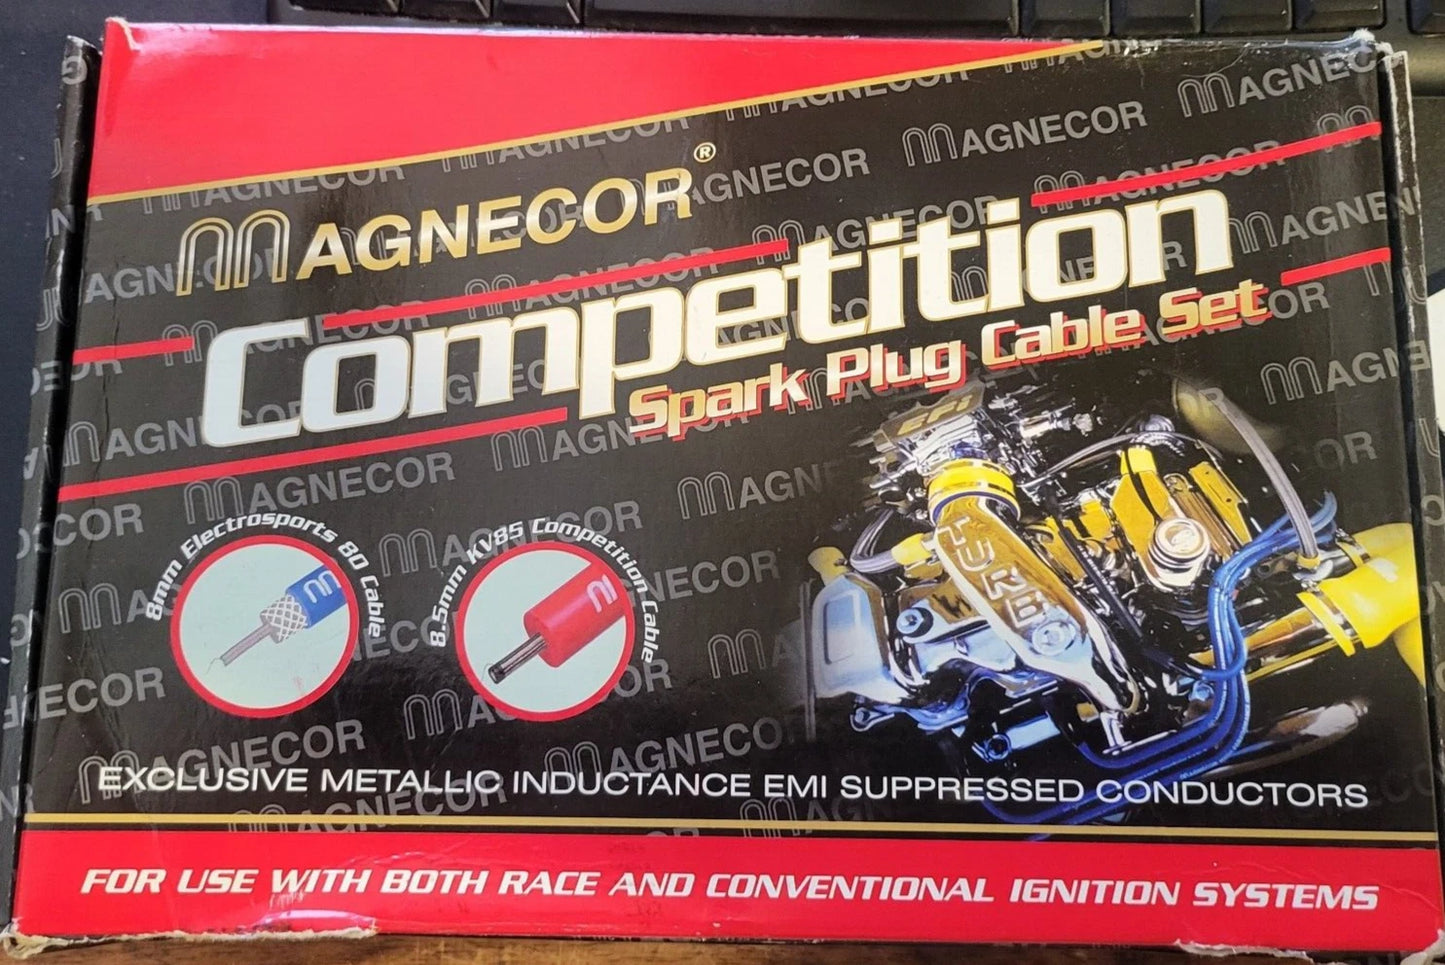 MAGNECOR®
Competition
Spark Plug Cable Set
EFI
TUNED
8mm Electrosports 80 Cable
8.5mm KV85 Competition Cable
EXCLUSIVE METALLIC INDUCTANCE EMI SUPPRESSED CONDUCTORS
FOR USE WITH BOTH RACE AND CONVENTIONAL IGNITION SYSTEMS